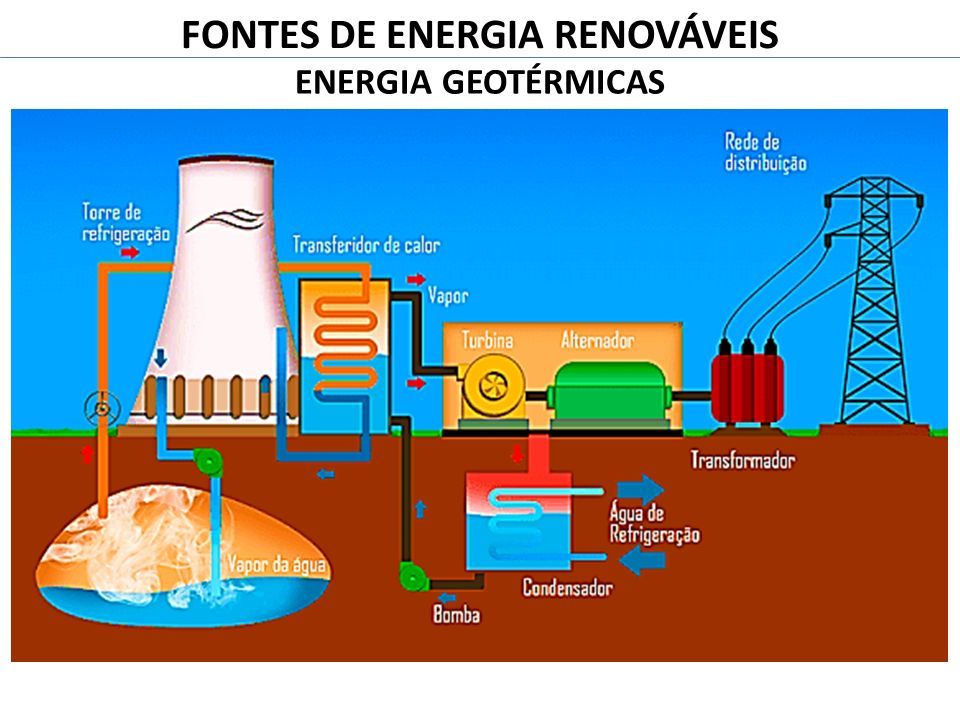 FONTES DE ENERGIA RENOVÁVEIS
ENERGIA GEOTÉRMICAS
Rede de
distribuição
Torre de
refrigeração
Transferidor de calor
Vapor
Turbina
Alternador
Transformador
Água de
Refrigeração
Vapor da água
Condensador
Bomba